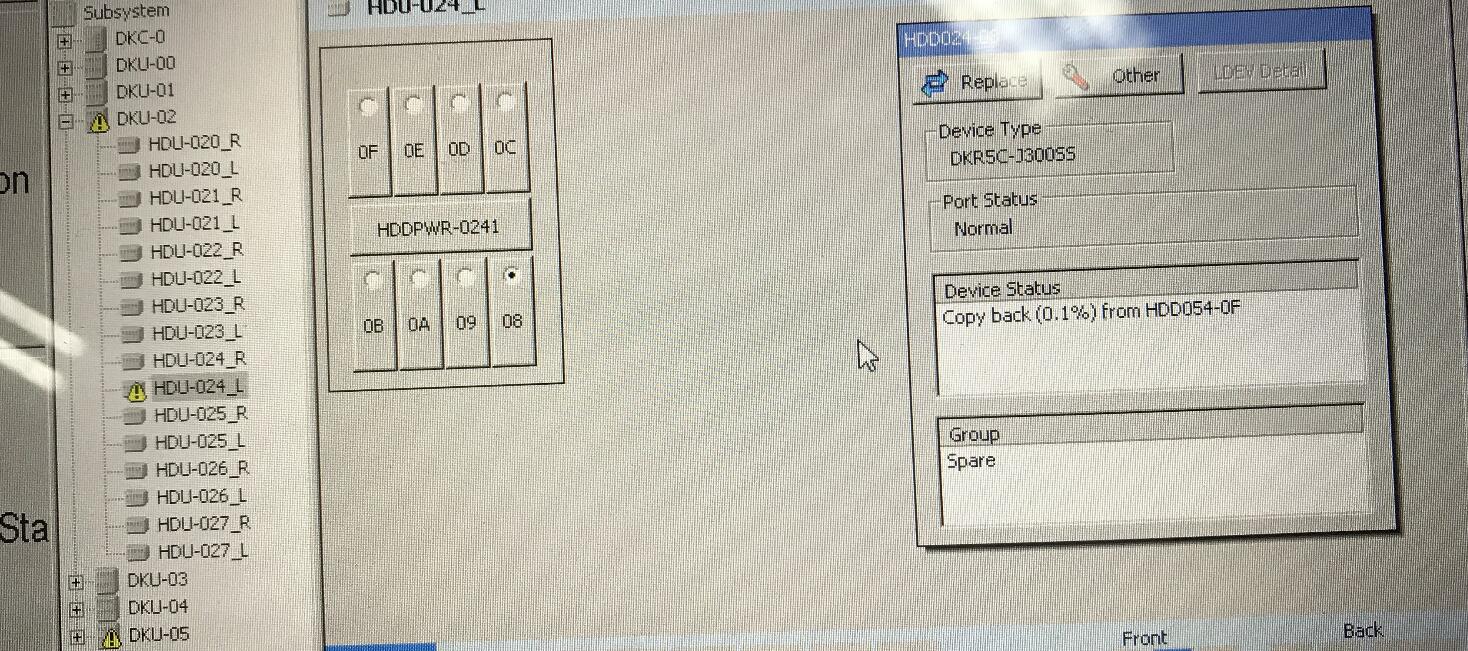 Subsystem
DKC-0
DKU-00
DKU-01
DKU-02
HDU-020_R
HDU-020_L
HDU-021_R
HDU-021_L
HDU-022_R
HDU-022_L
HDU-023_R
HDU-023_L
HDU-024_R
HDU-024_L
HDU-025_R
HDU-025_L
HDU-026_R
HDU-026_L
HDU-027_R
HDU-027_L
DKU-03
DKU-04
DKU-05
on
Sta
HDU-024_L
0F 0E 0D 0C
HDDPWR-0241
0B 0A 09 08
Replace Other LDEV Detail
Device Type
DKR5C-J300SS
Port Status
Normal
Device Status
Copy back (0.1%) from HDD054-0F
Group
Spare
Front Back